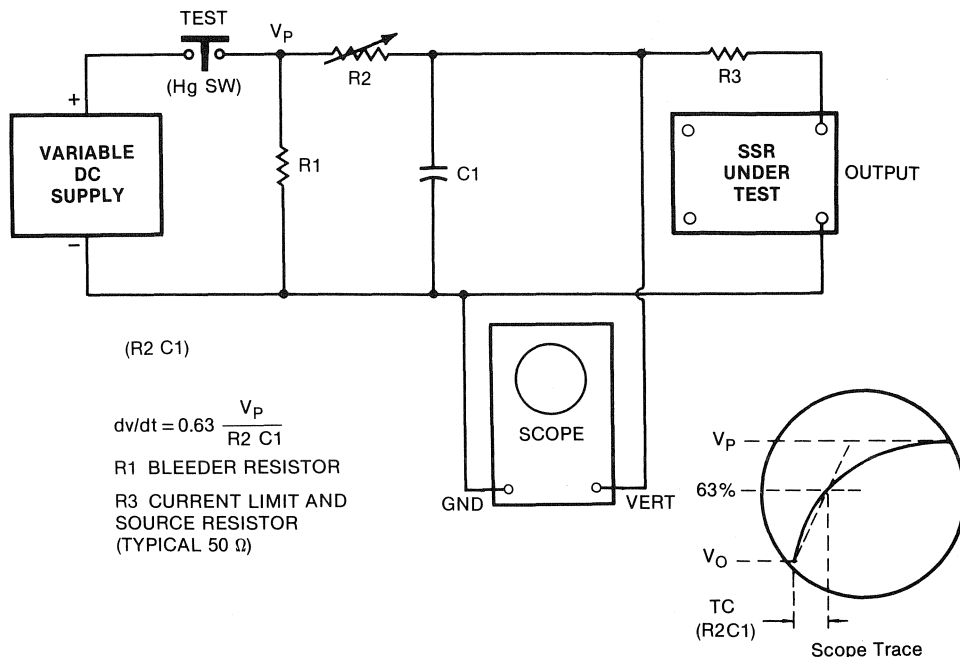 TEST
(Hg SW)
VP
R2
R3
+
VARIABLE
DC
SUPPLY
−
R1
C1
SSR
UNDER
TEST
OUTPUT
(R2 C1)
dv/dt = 0.63 VP / R2 C1
R1 BLEEDER RESISTOR
R3 CURRENT LIMIT AND
SOURCE RESISTOR
(TYPICAL 50 Ω)
SCOPE
GND
VERT
VP
63%
VO
TC
(R2C1)
Scope Trace